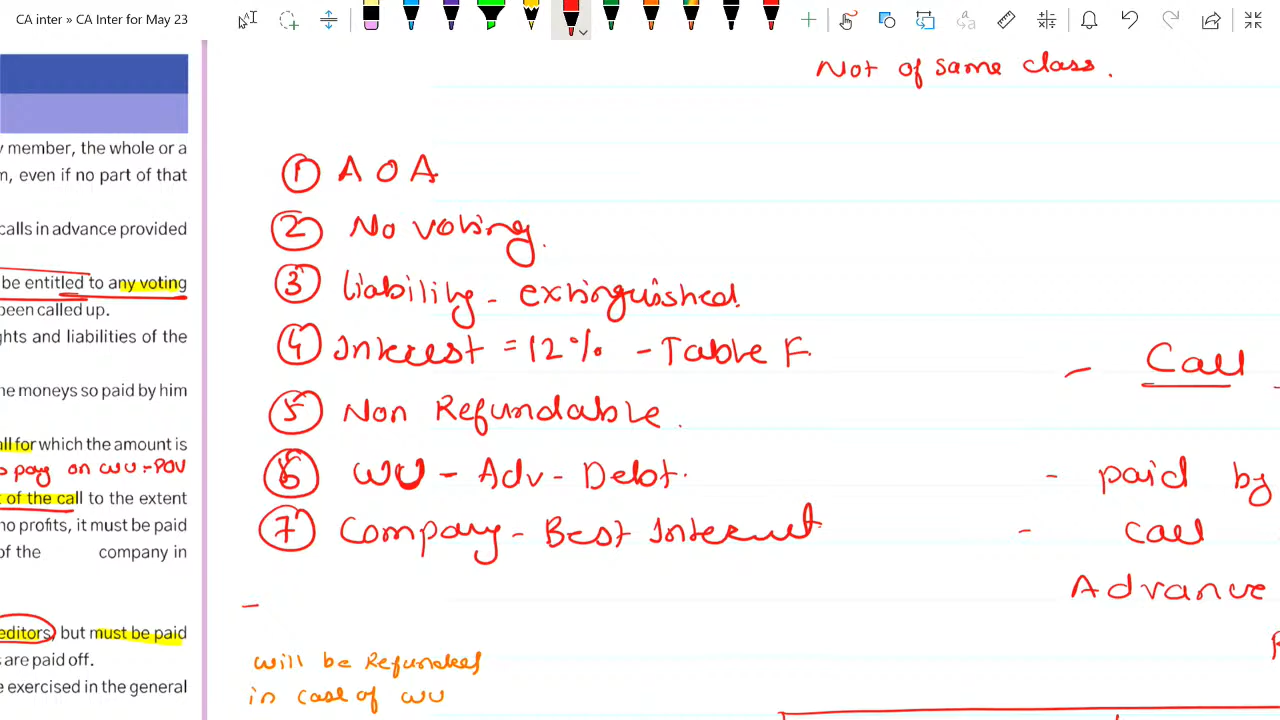 CA inter » CA Inter for May 23
member, the whole or a
, even if no part of that
calls in advance provided
be entitled to any voting
been called up.
ghts and liabilities of the
ne moneys so paid by him
all for which the amount is
pay on WU - POV
t of the call to the extent
no profits, it must be paid
of the company in
editors, but must be paid
are paid off.
e exercised in the general
Not of same class.
1 AOA
2 No voting.
3 Liability - extinguished.
4 Interest = 12% - Table F.
5 Non Refundable.
6 WU - Adv - Debt.
7 Company - Best Interest
-
will be Refunded
in case of WU
- Call
- paid by
- call
Advance